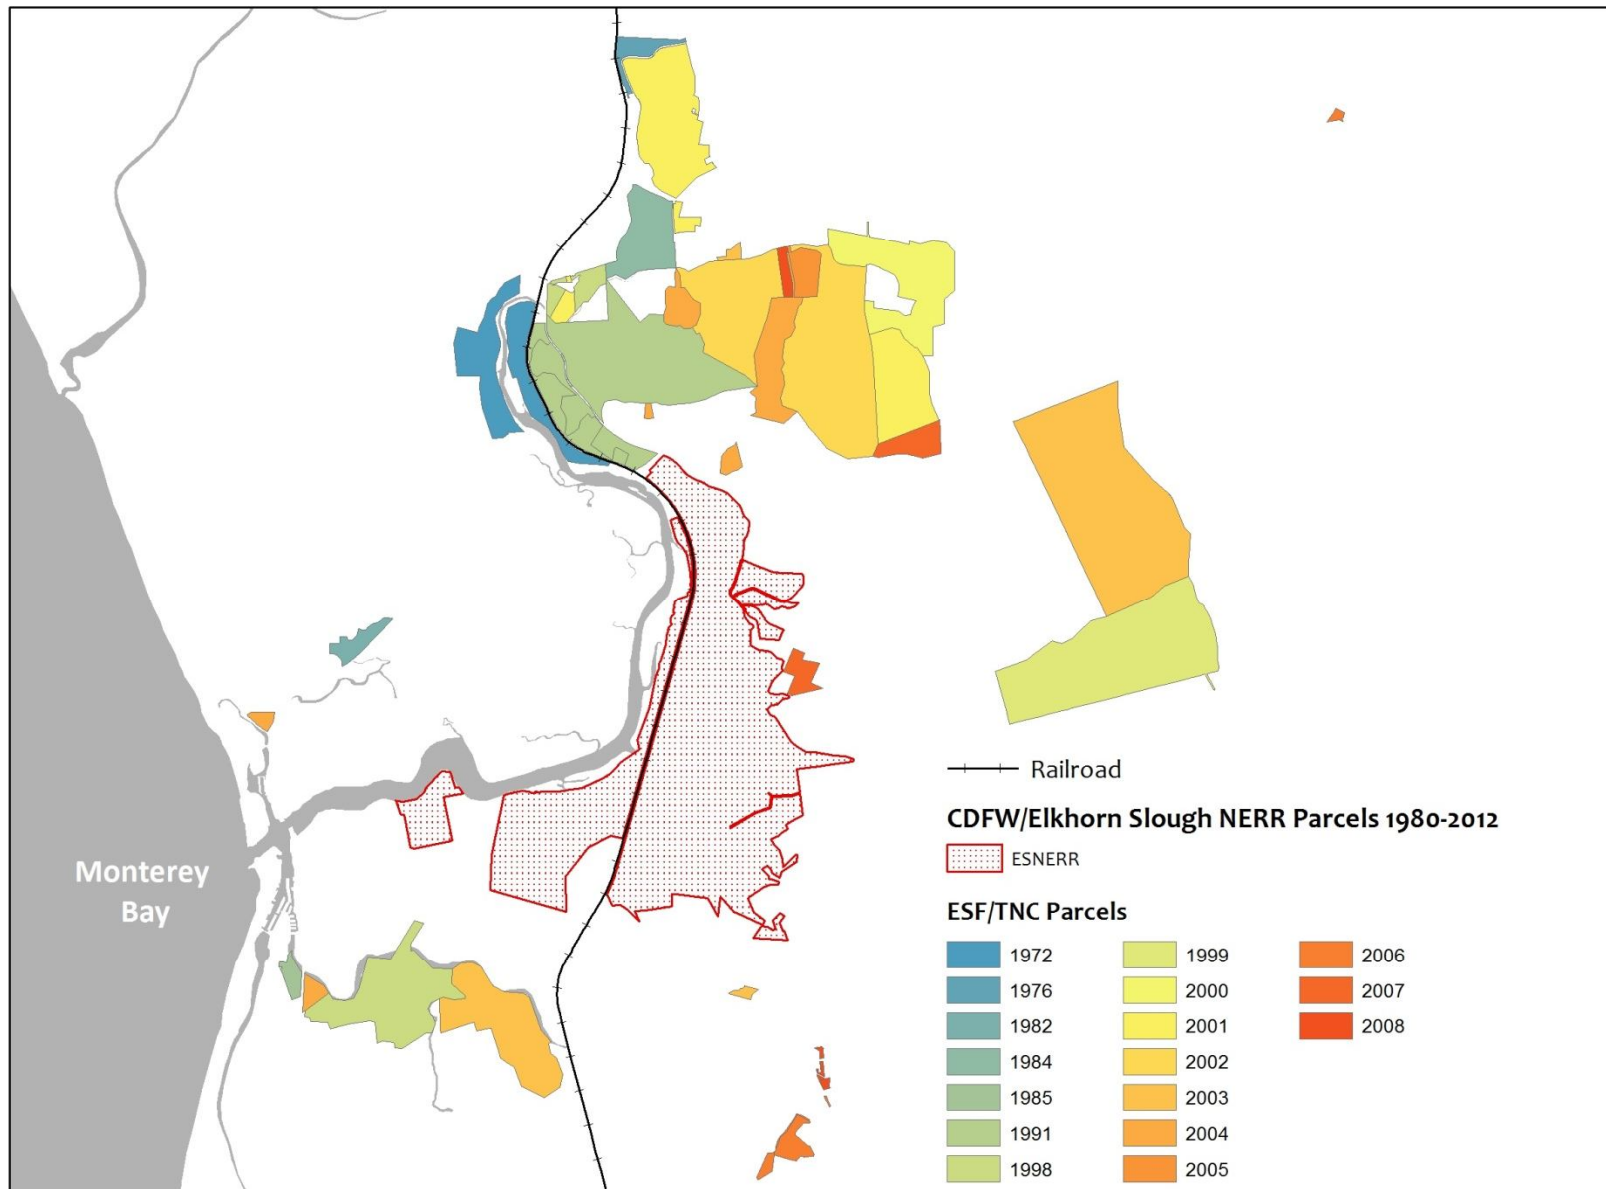 Monterey
Bay
Railroad
CDFW/Elkhorn Slough NERR Parcels 1980-2012
ESNERR
ESF/TNC Parcels
1972
1976
1982
1984
1985
1991
1998
1999
2000
2001
2002
2003
2004
2005
2006
2007
2008